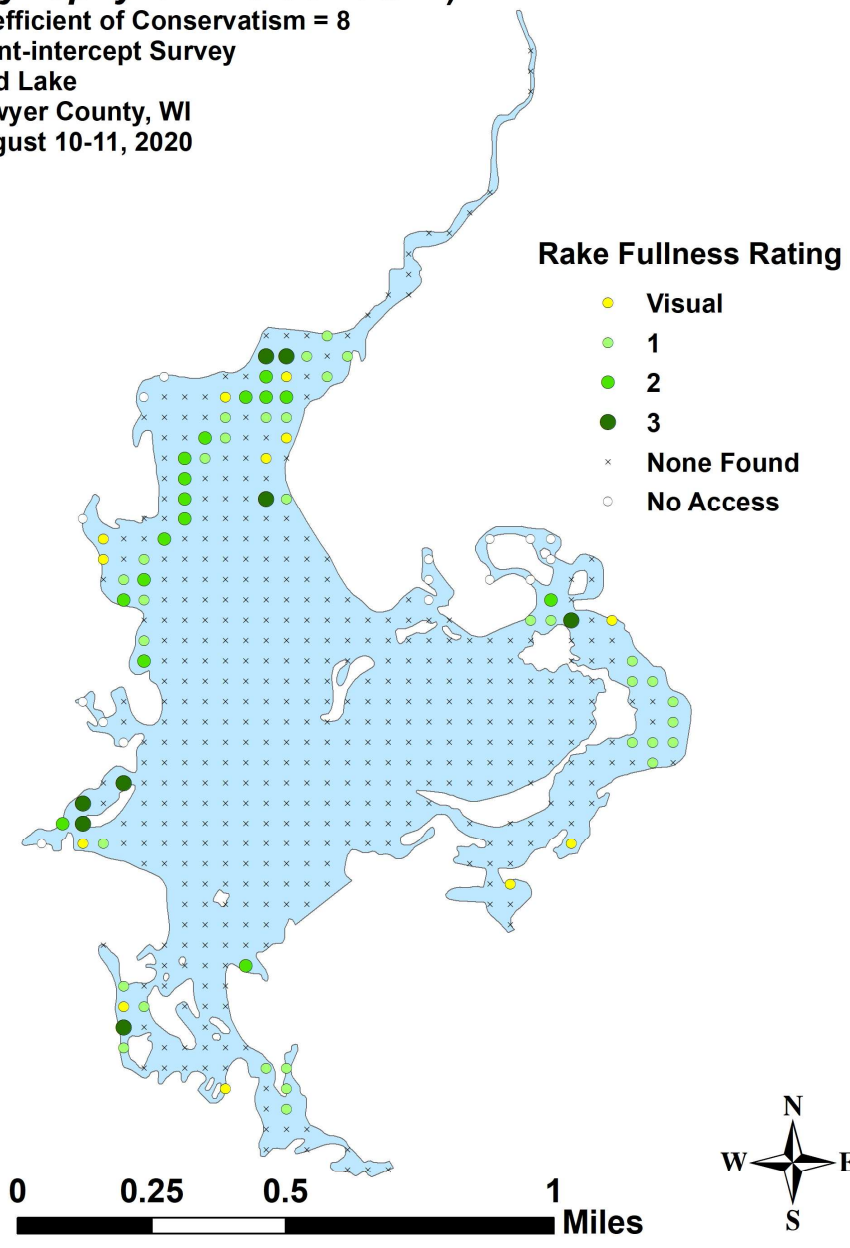 efficient of Conservatism = 8
nt-intercept Survey
d Lake
wyer County, WI
gust 10-11, 2020
Rake Fullness Rating
Visual
1
2
3
None Found
No Access
N
W E
S
0 0.25 0.5 1
Miles